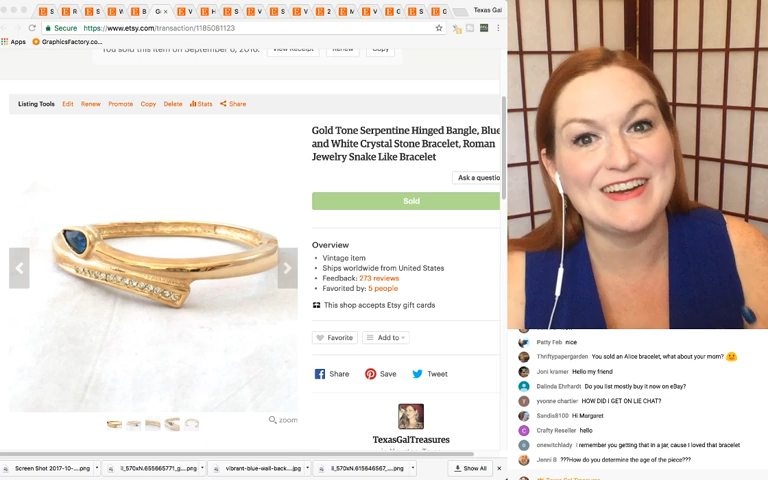 S
R
S
W
B
G
V
H
S
V
S
V
2
M
V
C
S
G
Texas Gal
Secure
https://www.etsy.com/transaction/1185081123
Apps
GraphicsFactory.co...
You sold this item on September 6, 2016.
View Receipt
Renew
Copy
Listing Tools
Edit
Renew
Promote
Copy
Delete
Stats
Share
Gold Tone Serpentine Hinged Bangle, Blue
and White Crystal Stone Bracelet, Roman
Jewelry Snake Like Bracelet
Ask a questio
Sold
Overview
• Vintage item
• Ships worldwide from United States
• Feedback: 273 reviews
• Favorited by: 5 people
This shop accepts Etsy gift cards
Favorite
Add to
Share
Save
Tweet
zoom
TexasGalTreasures
Patty Feb nice
Thriftypapergarden You sold an Alice bracelet, what about your mom?
Joni kramer Hello my friend
Dalinda Ehrhardt Do you list mostly buy it now on eBay?
yvonne chartier HOW DID I GET ON LIE CHAT?
Sandis8100 Hi Margaret
Crafty Reseller hello
onewitchlady I remember you getting that in a jar, cause I loved that bracelet
Jenni B ???How do you determine the age of the piece???
Texas Gal Treasures
Screen Shot 2017-10-....png
il_570xN.655665771_g....png
vibrant-blue-wall-back....jpg
il_570xN.615646567_....png
Show All